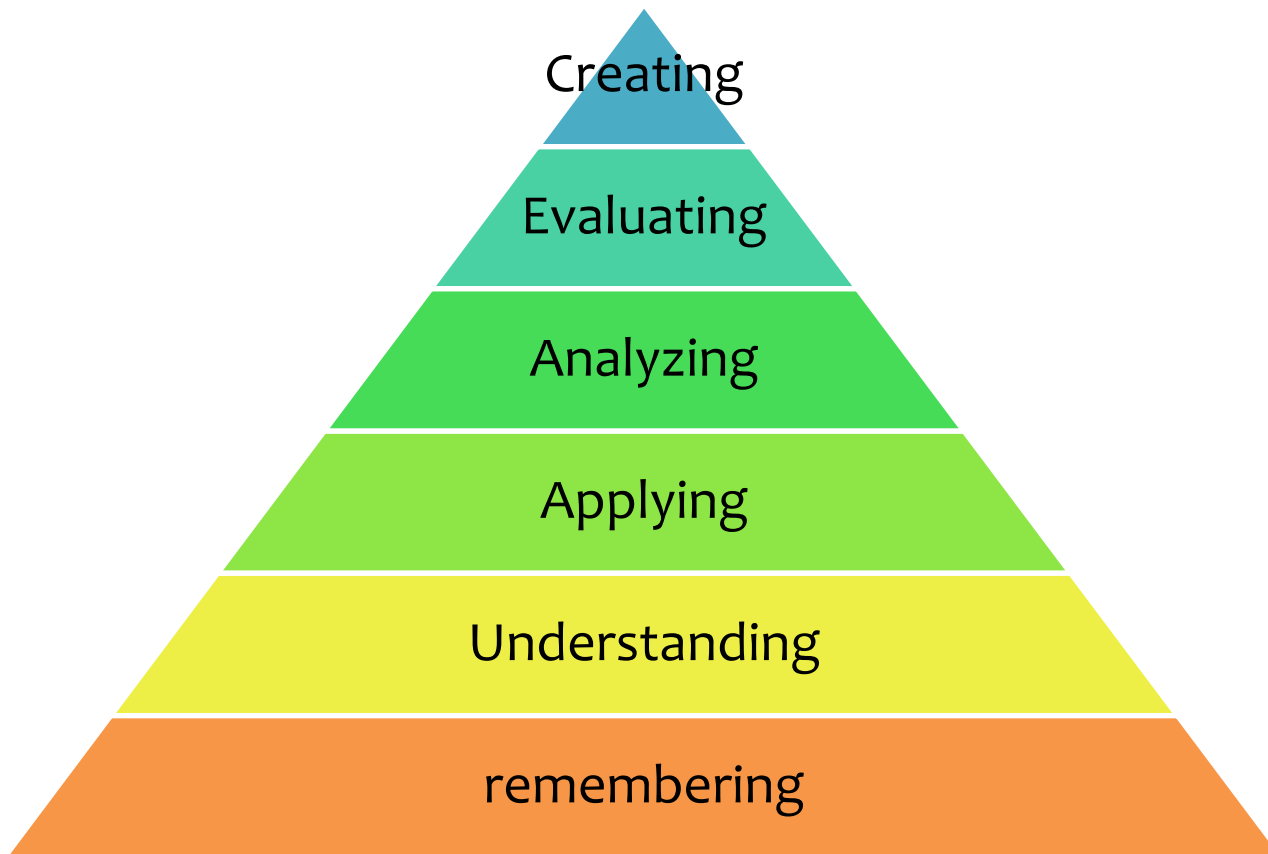 Creating
Evaluating
Analyzing
Applying
Understanding
remembering